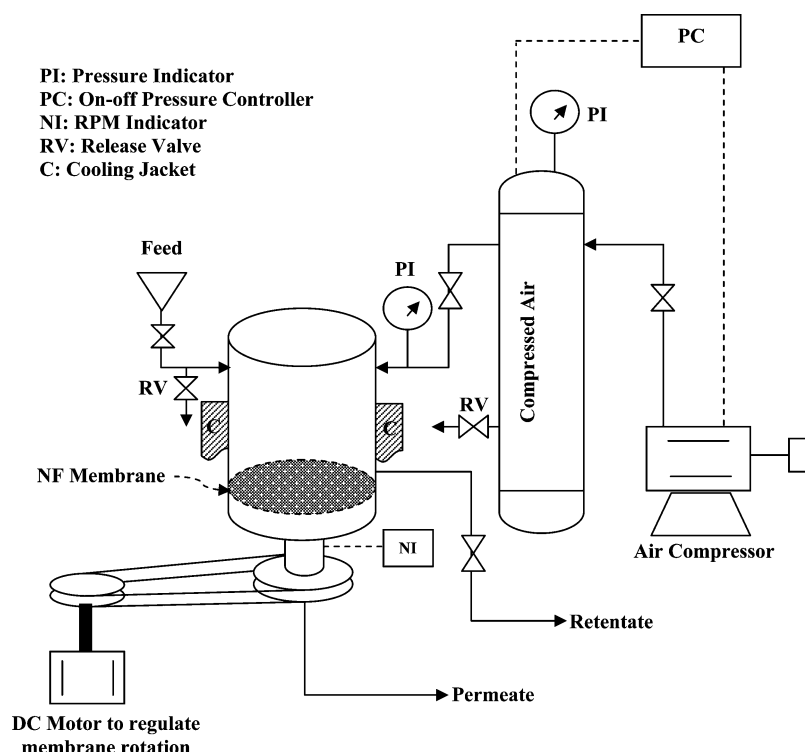 PC
PI: Pressure Indicator
PC: On-off Pressure Controller
NI: RPM Indicator
RV: Release Valve
C: Cooling Jacket
PI
Feed
PI
Compressed Air
RV
RV
C
C
NF Membrane
NI
Air Compressor
Retentate
Permeate
DC Motor to regulate
membrane rotation